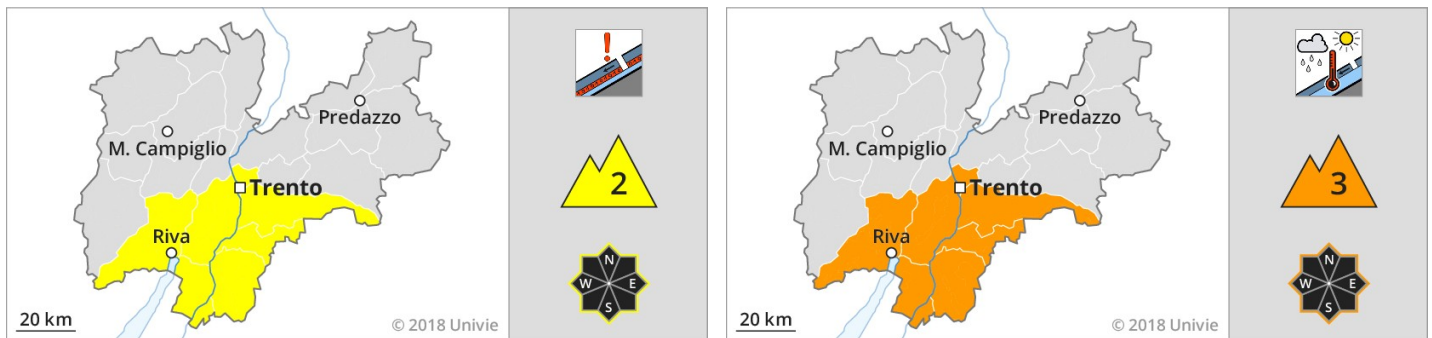 Predazzo
M. Campiglio
Trento
Riva
20 km
© 2018 Univie
!
2
N
W E
S
Predazzo
M. Campiglio
Trento
Riva
20 km
© 2018 Univie
3
N
W E
S